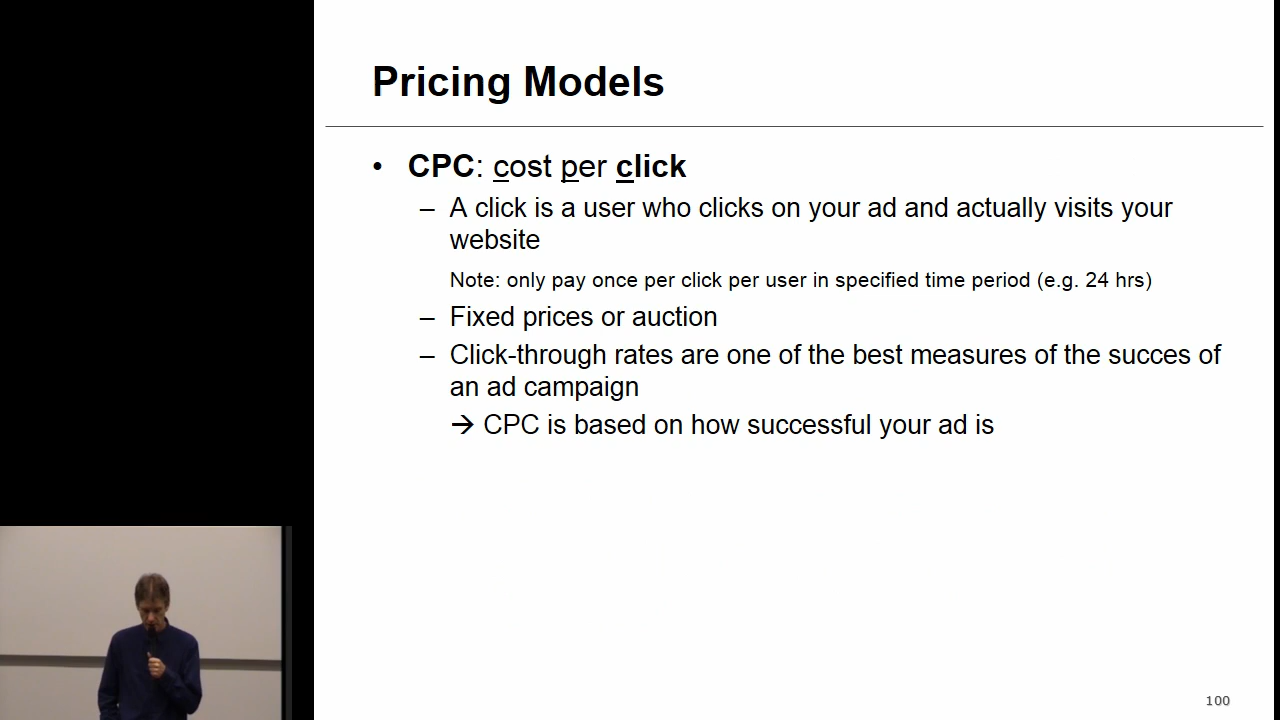 Pricing Models
• CPC: cost per click
– A click is a user who clicks on your ad and actually visits your
website
Note: only pay once per click per user in specified time period (e.g. 24 hrs)
– Fixed prices or auction
– Click-through rates are one of the best measures of the succes of
an ad campaign
→ CPC is based on how successful your ad is
100